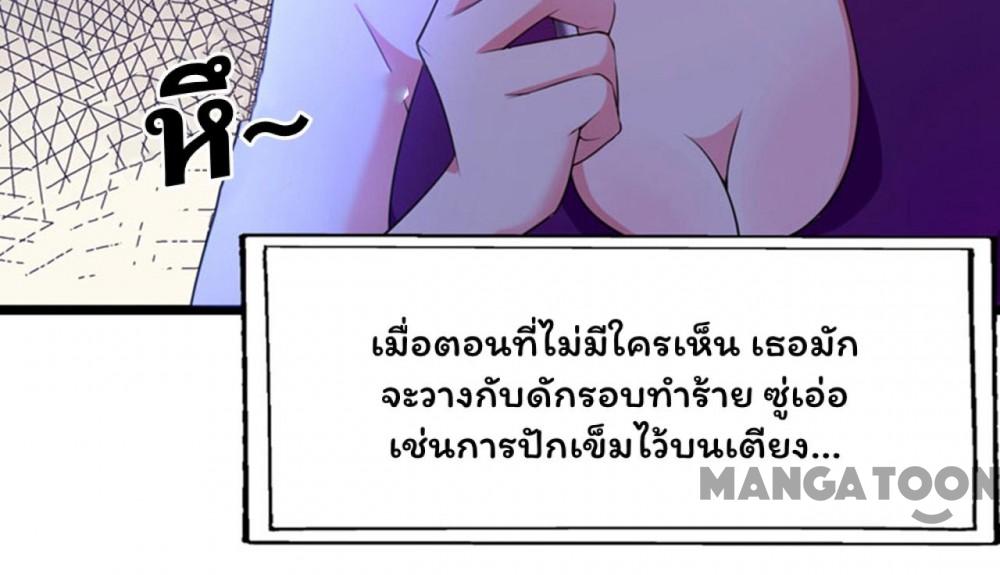 หึ~
เมื่อตอนที่ไม่มีใครเห็น เธอมัก
จะวางกับดักรอบทำร้าย ซู่เอ่อ
เช่นการปักเข็มไว้บนเตียง...
MANGATOON